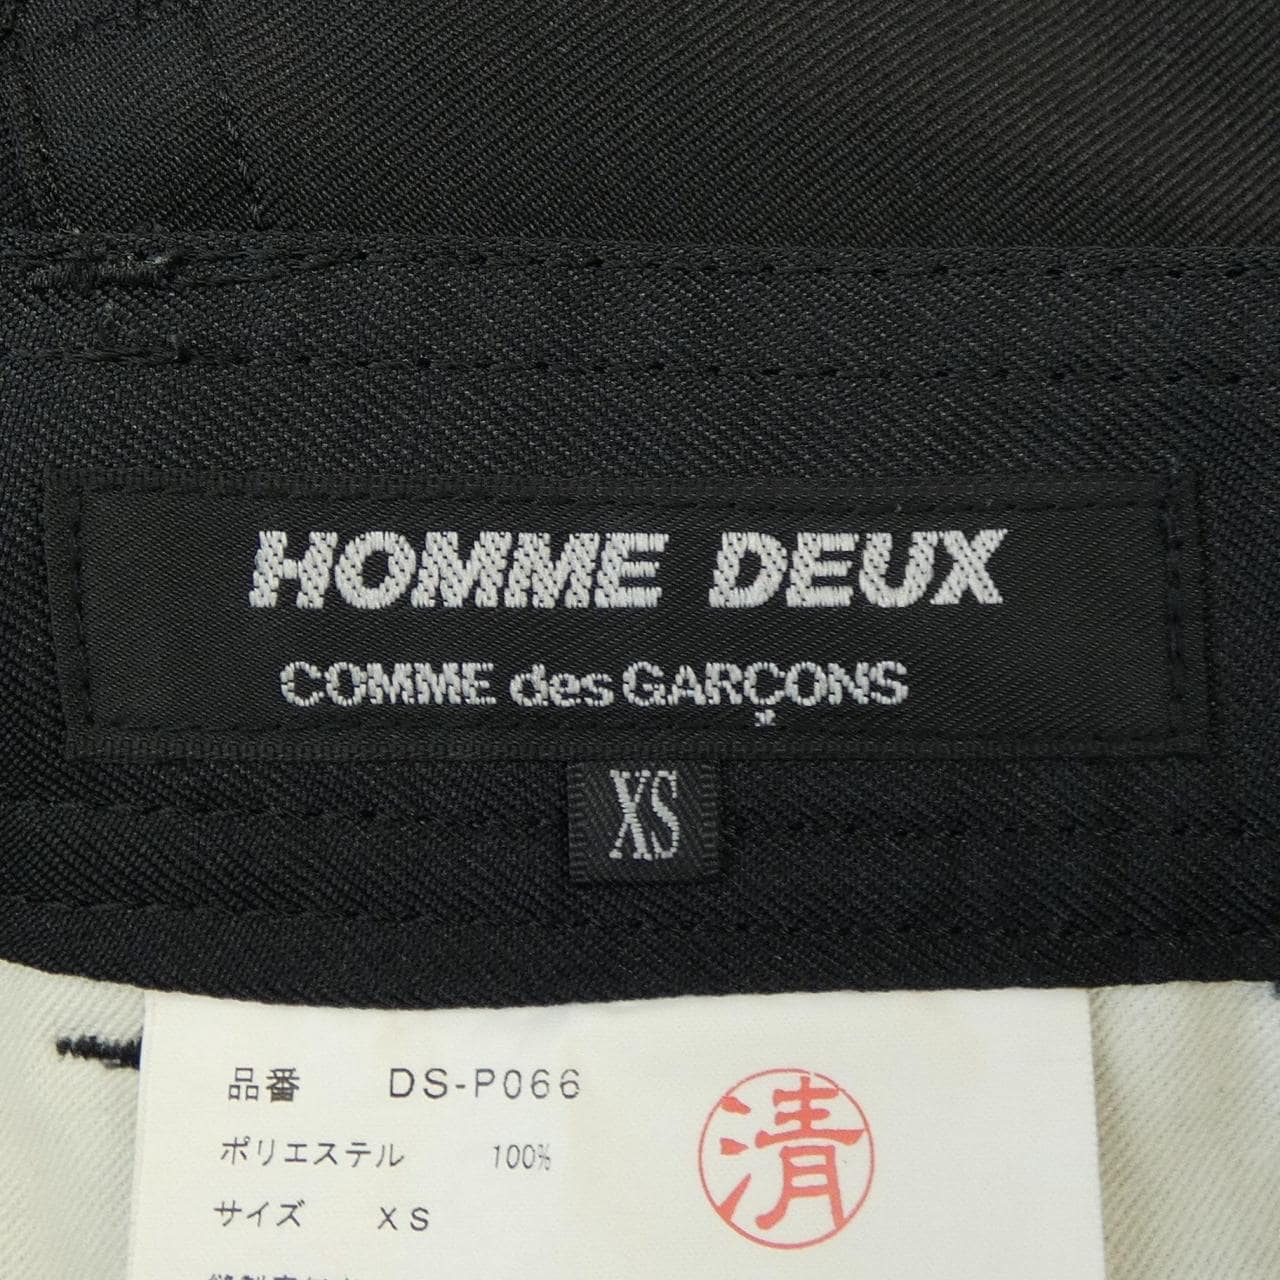 HOMME DEUX
COMME des GARÇONS
XS
品番 DS-P066
ポリエステル 100%
サイズ XS
清